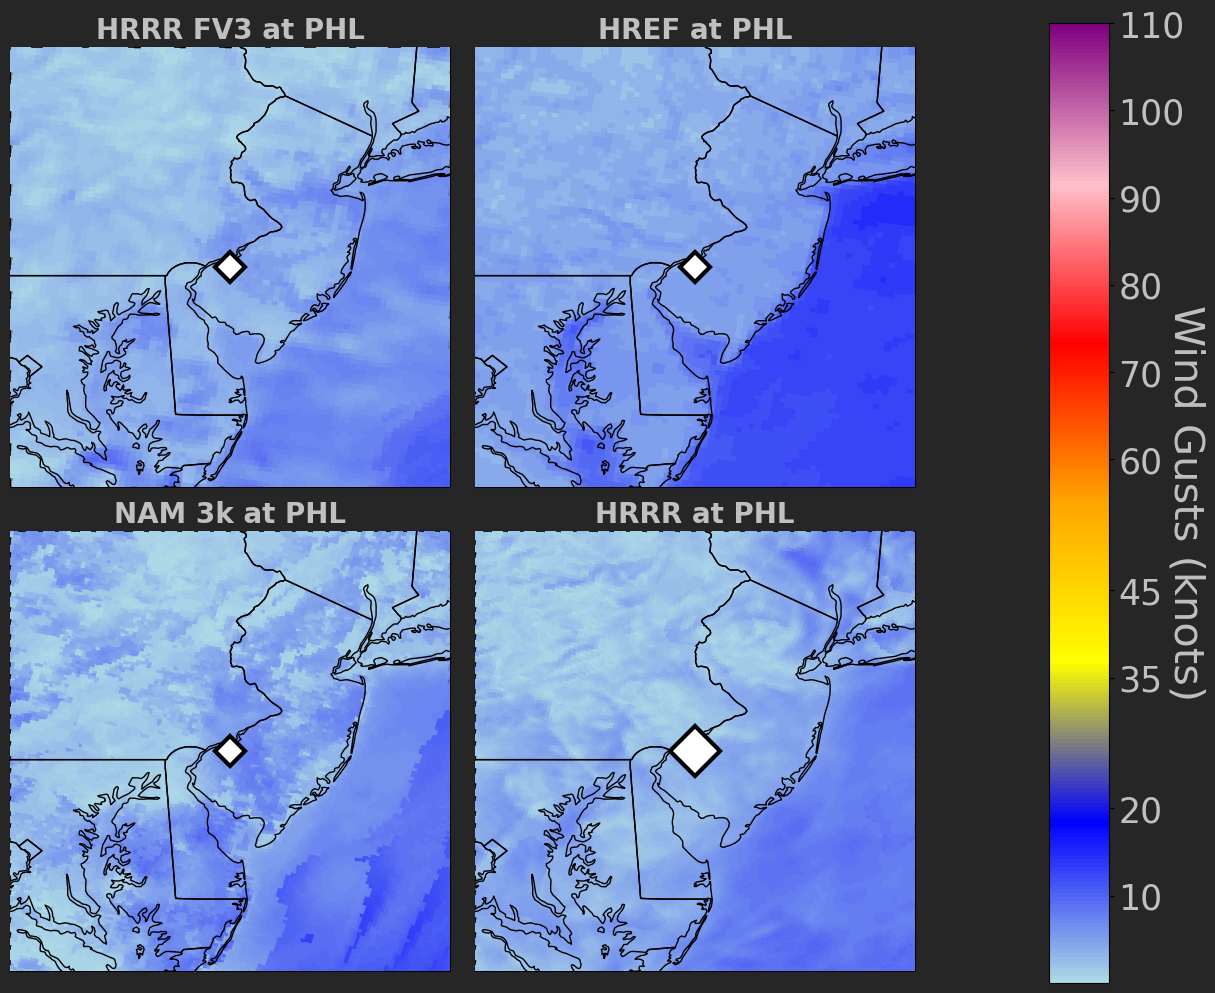 HRRR FV3 at PHL
HREF at PHL
NAM 3k at PHL
HRRR at PHL
110
100
90
80
70
60
45
35
20
10
Wind Gusts (knots)